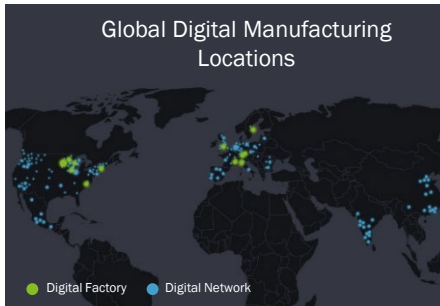 Global Digital Manufacturing
Locations
Digital Factory
Digital Network